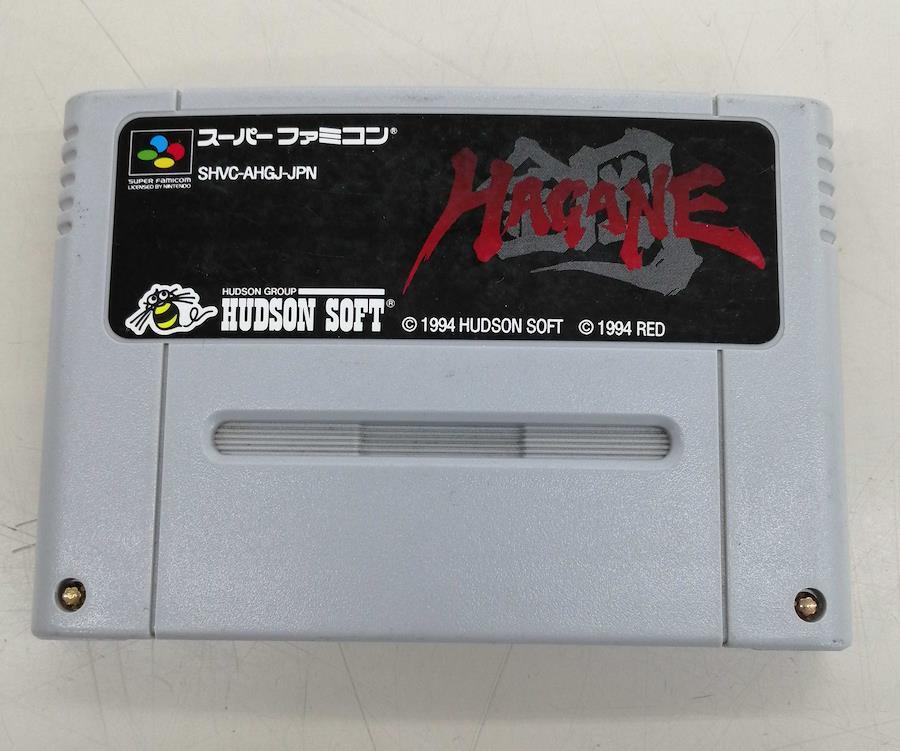 スーパーファミコン®
SHVC-AHGJ-JPN
SUPER FAMICOM
LICENSED BY NINTENDO
鋼
HAGANE
HUDSON GROUP
HUDSON SOFT®
© 1994 HUDSON SOFT © 1994 RED